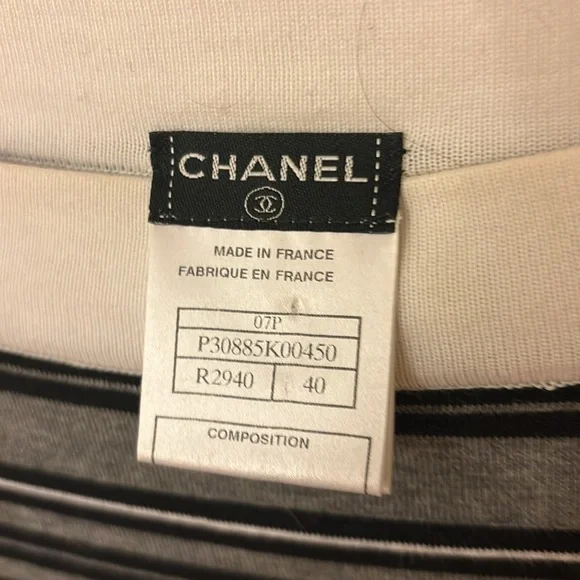 CHANEL
MADE IN FRANCE
FABRIQUE EN FRANCE
07P
P30885K00450
R2940 40
COMPOSITION